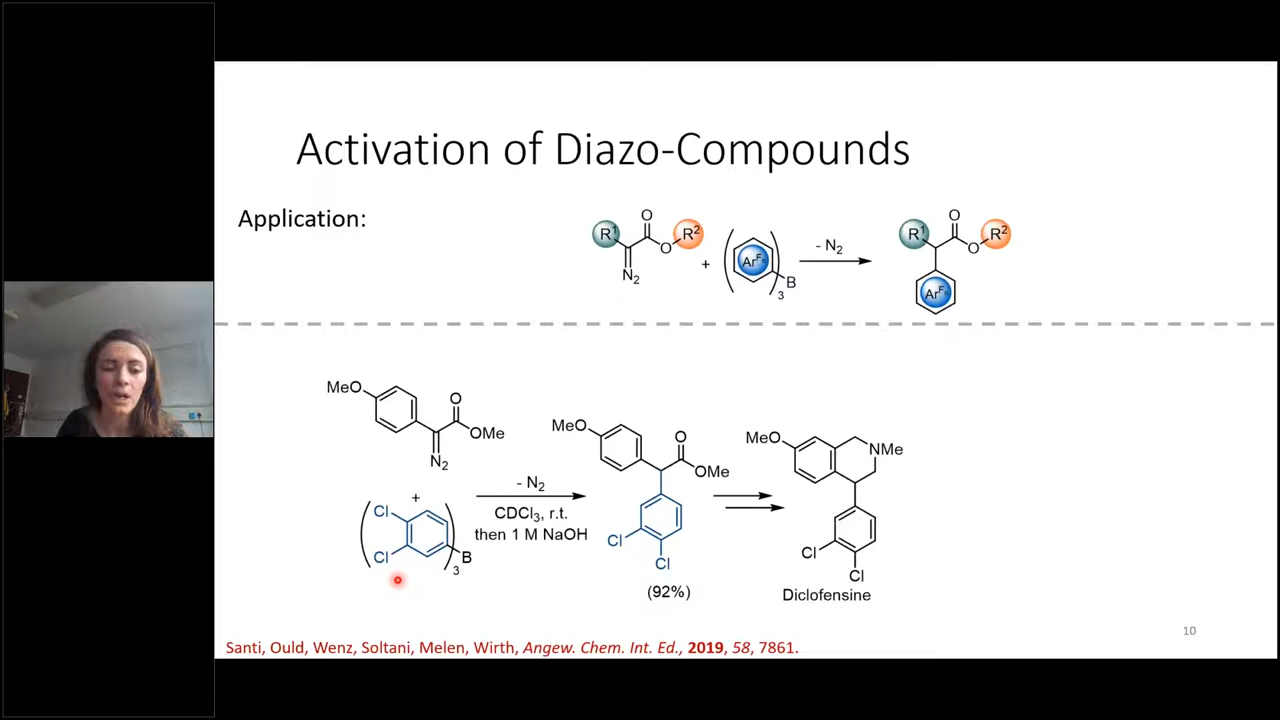 Activation of Diazo-Compounds
Application:
R¹ O O R² N₂ + ( ArFn )₃ B - N₂ R¹ O O R² ArFn
MeO O OMe N₂
+
Cl Cl ( )₃ B
- N₂
CDCl₃, r.t.
then 1 M NaOH
MeO O OMe Cl Cl
(92%)
MeO NMe Cl Cl
Diclofensine
10
Santi, Ould, Wenz, Soltani, Melen, Wirth, Angew. Chem. Int. Ed., 2019, 58, 7861.